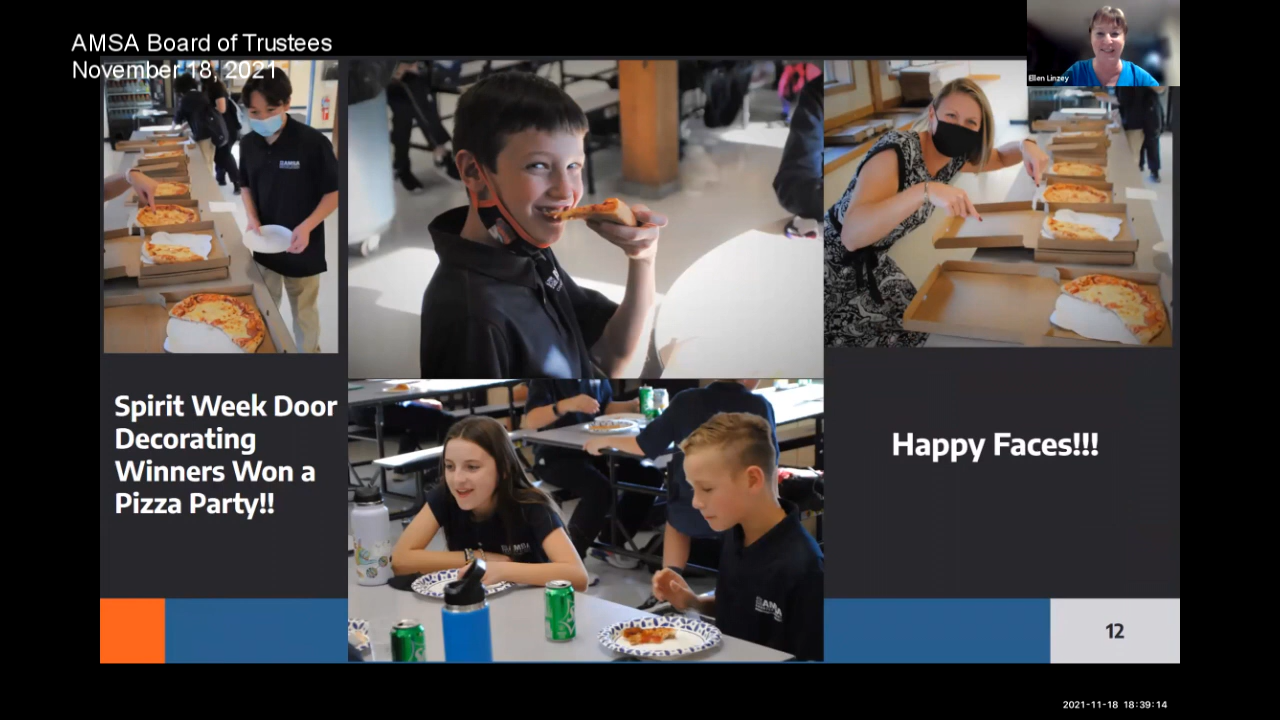 AMSA Board of Trustees
November 18, 2021
Ellen Linzey
AMSA
Spirit Week Door
Decorating
Winners Won a
Pizza Party!!
Happy Faces!!!
12
2021-11-18 18:39:14